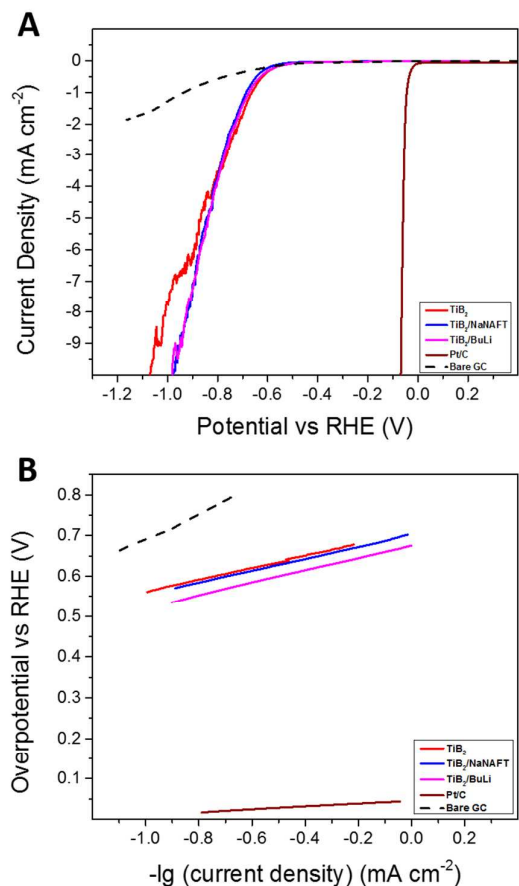 A
0
-1
-2
-3
-4
-5
-6
-7
-8
-9
Current Density (mA cm⁻²)
TiB₂
TiB₂/NaNAFT
TiB₂/BuLi
Pt/C
Bare GC
-1.2 -1.0 -0.8 -0.6 -0.4 -0.2 0.0 0.2
Potential vs RHE (V)
B
0.8
0.7
0.6
0.5
0.4
0.3
0.2
0.1
Overpotential vs RHE (V)
TiB₂
TiB₂/NaNAFT
TiB₂/BuLi
Pt/C
Bare GC
-1.0 -0.8 -0.6 -0.4 -0.2 0.0
-lg (current density) (mA cm⁻²)